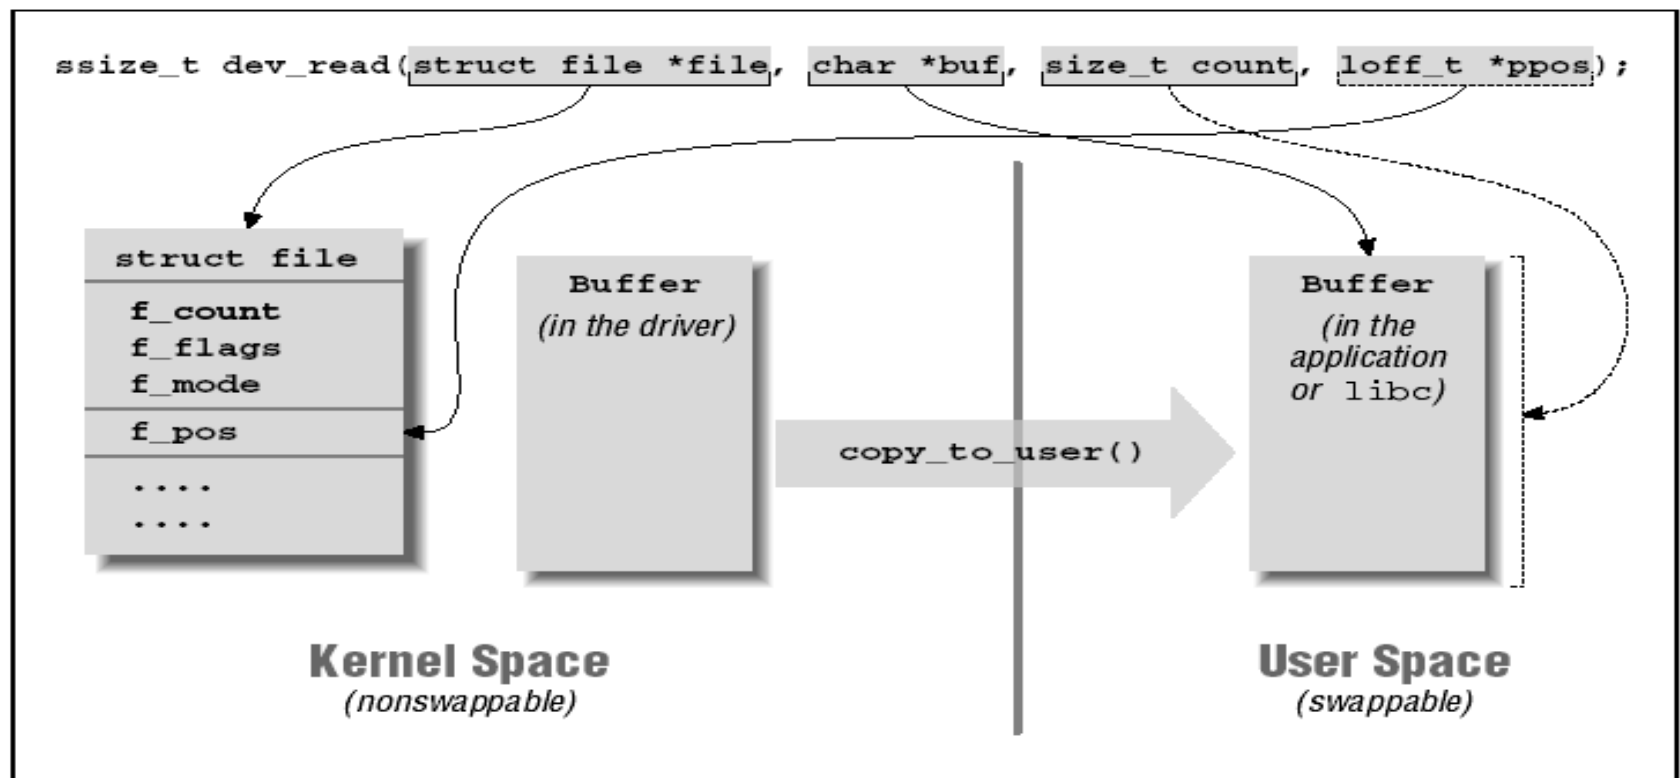 ssize_t dev_read(struct file *file, char *buf, size_t count, loff_t *ppos);
struct file
f_count
f_flags
f_mode
f_pos
....
....
Buffer
(in the driver)
copy_to_user()
Buffer
(in the
application
or libc)
Kernel Space
(nonswappable)
User Space
(swappable)